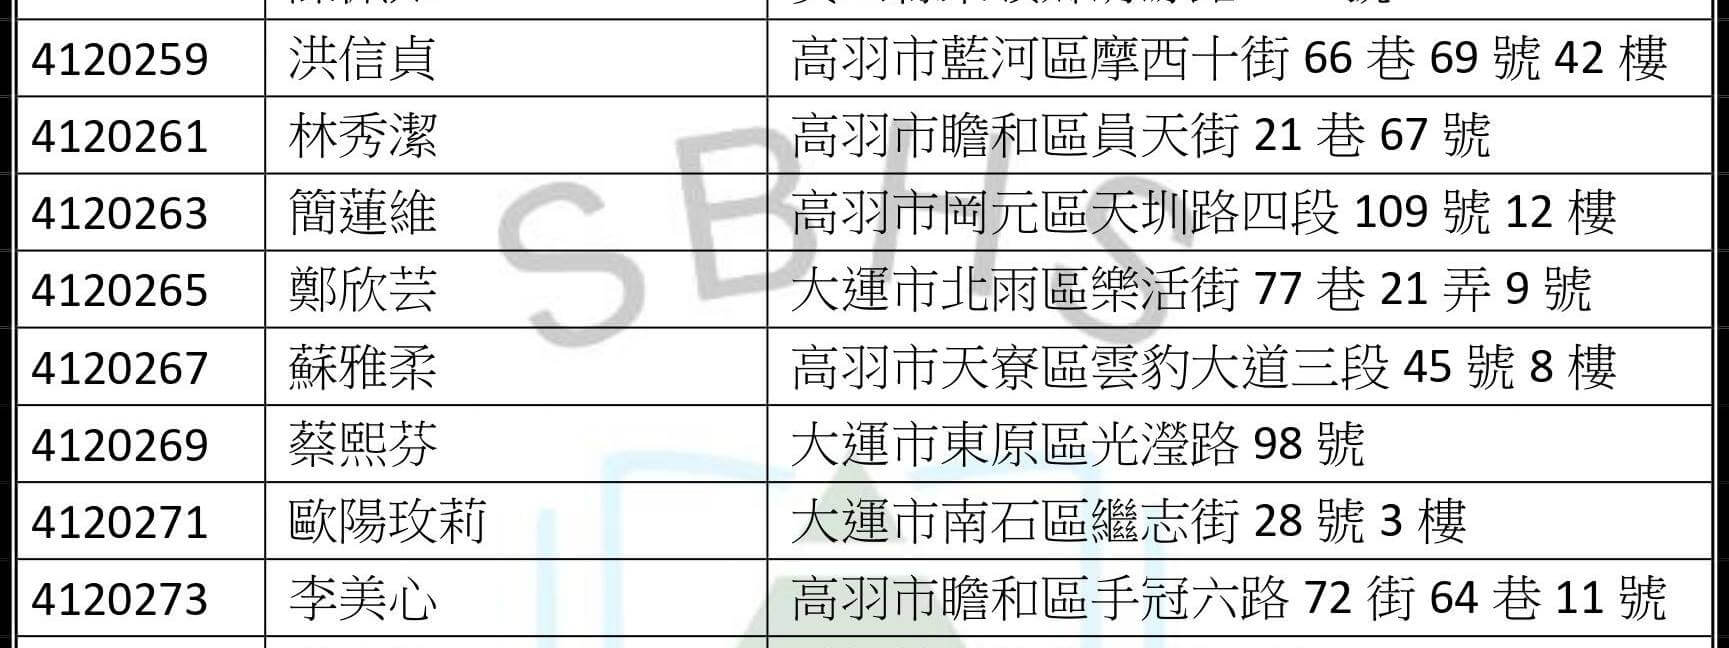 4120259 洪信貞 高羽市藍河區摩西十街 66 巷 69 號 42 樓
4120261 林秀潔 高羽市瞻和區員天街 21 巷 67 號
4120263 簡蓮維 高羽市岡元區天圳路四段 109 號 12 樓
4120265 鄭欣芸 大運市北雨區樂活街 77 巷 21 弄 9 號
4120267 蘇雅柔 高羽市天寮區雲豹大道三段 45 號 8 樓
4120269 蔡熙芬 大運市東原區光瀅路 98 號
4120271 歐陽玫莉 大運市南石區繼志街 28 號 3 樓
4120273 李美心 高羽市瞻和區手冠六路 72 街 64 巷 11 號
SBHS